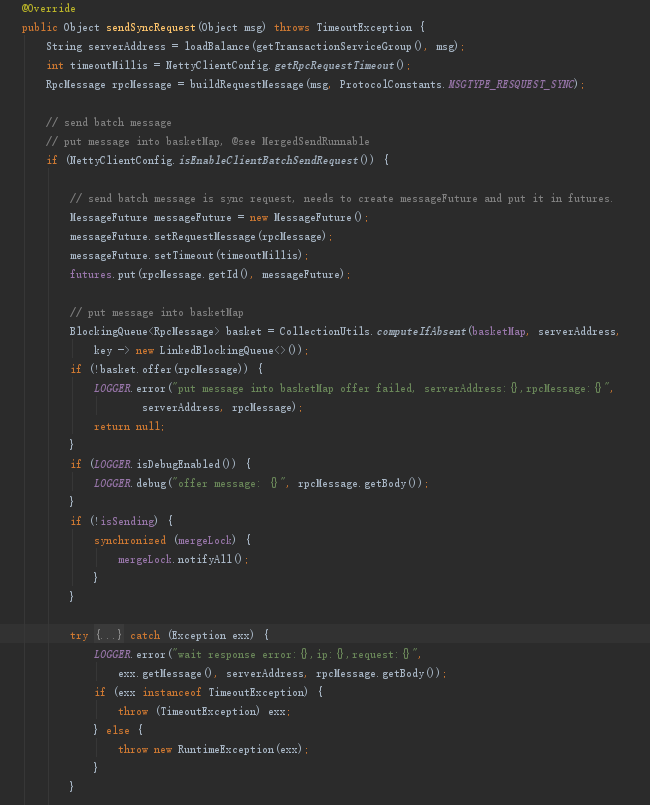 @Override
public Object sendSyncRequest(Object msg) throws TimeoutException {
String serverAddress = loadBalance(getTransactionServiceGroup(), msg);
int timeoutMillis = NettyClientConfig.getRpcRequestTimeout();
RpcMessage rpcMessage = buildRequestMessage(msg, ProtocolConstants.MSGTYPE_RESQUEST_SYNC);
// send batch message
// put message into basketMap, @see MergedSendRunnable
if (NettyClientConfig.isEnableClientBatchSendRequest()) {
// send batch message is sync request, needs to create messageFuture and put it in futures.
MessageFuture messageFuture = new MessageFuture();
messageFuture.setRequestMessage(rpcMessage);
messageFuture.setTimeout(timeoutMillis);
futures.put(rpcMessage.getId(), messageFuture);
// put message into basketMap
BlockingQueue<RpcMessage> basket = CollectionUtils.computeIfAbsent(basketMap, serverAddress,
key -> new LinkedBlockingQueue<>());
if (!basket.offer(rpcMessage)) {
LOGGER.error("put message into basketMap offer failed, serverAddress:{},rpcMessage:{}",
serverAddress, rpcMessage);
return null;
}
if (LOGGER.isDebugEnabled()) {
LOGGER.debug("offer message: {}", rpcMessage.getBody());
}
if (!isSending) {
synchronized (mergeLock) {
mergeLock.notifyAll();
}
}
try {...} catch (Exception exx) {
LOGGER.error("wait response error:{},ip:{},request:{}",
exx.getMessage(), serverAddress, rpcMessage.getBody());
if (exx instanceof TimeoutException) {
throw (TimeoutException) exx;
} else {
throw new RuntimeException(exx);
}
}